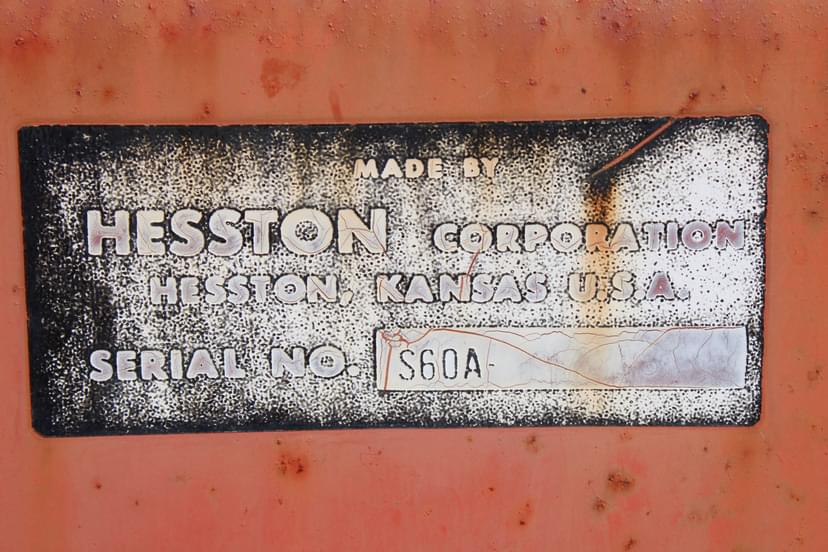 MADE BY
HESSTON CORPORATION
HESSTON, KANSAS U.S.A.
SERIAL NO. S60A-